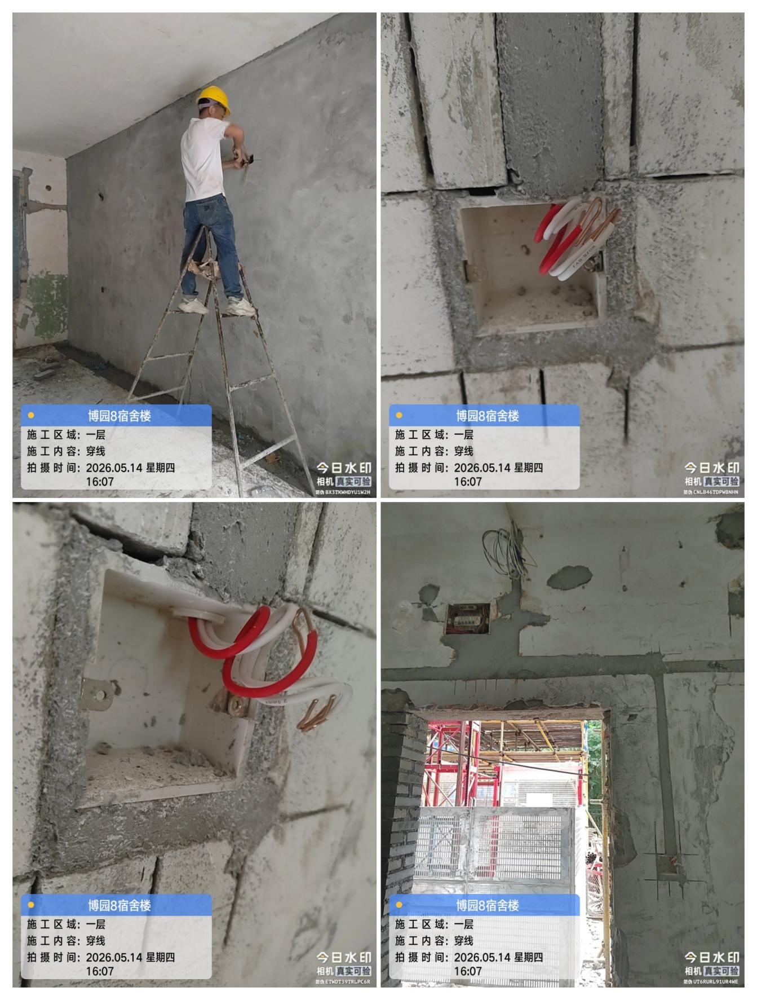 博园8宿舍楼
施工区域：一层
施工内容：穿线
拍摄时间：2026.05.14 星期四
16:07
今日水印
相机 真实可验
防伪 BX3TKWHDYU1W2H
博园8宿舍楼
施工区域：一层
施工内容：穿线
拍摄时间：2026.05.14 星期四
16:07
今日水印
相机 真实可验
防伪 CNLB46TDPWBNHN
博园8宿舍楼
施工区域：一层
施工内容：穿线
拍摄时间：2026.05.14 星期四
16:07
今日水印
相机 真实可验
防伪 ETWDT39TRLPC6R
博园8宿舍楼
施工区域：一层
施工内容：穿线
拍摄时间：2026.05.14 星期四
16:07
今日水印
相机 真实可验
防伪 UT6RURL91UR4WE